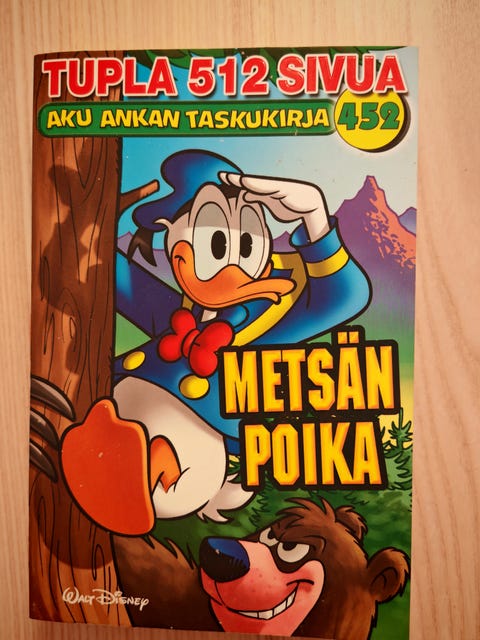 TUPLA 512 SIVUA
AKU ANKAN TASKUKIRJA 452
METSÄN
POIKA
WALT DISNEY